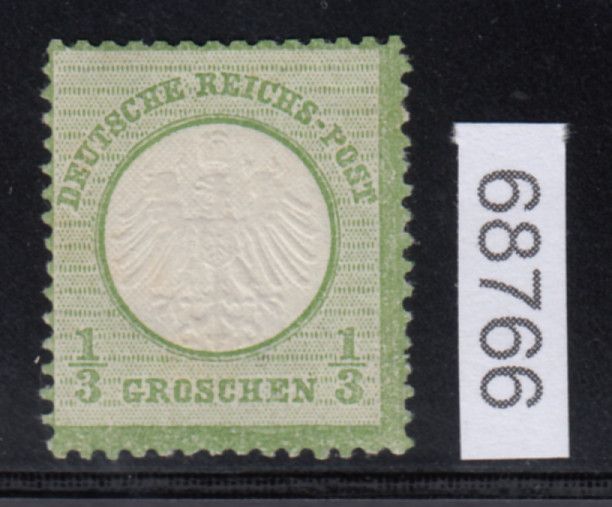 DEUTSCHE REICHS-POST
1/3 GROSCHEN 1/3
68766